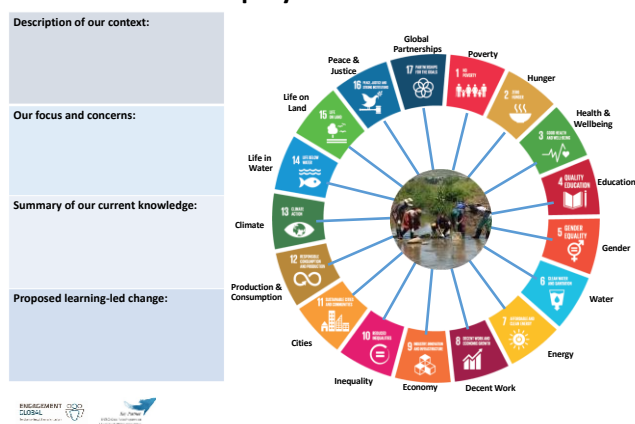 Description of our context:
Our focus and concerns:
Summary of our current knowledge:
Proposed learning-led change:
Global
Partnerships
Poverty
Hunger
Health &
Wellbeing
Education
Gender
Water
Energy
Decent Work
Economy
Inequality
Cities
Production &
Consumption
Climate
Life in
Water
Life on
Land
Peace &
Justice
17 PARTNERSHIPS
FOR THE GOALS
1 NO
POVERTY
2 ZERO
HUNGER
3 GOOD HEALTH
AND WELL-BEING
4 QUALITY
EDUCATION
5 GENDER
EQUALITY
6 CLEAN WATER
AND SANITATION
7 AFFORDABLE AND
CLEAN ENERGY
8 DECENT WORK AND
ECONOMIC GROWTH
9 INDUSTRY, INNOVATION
AND INFRASTRUCTURE
10 REDUCED
INEQUALITIES
11 SUSTAINABLE CITIES
AND COMMUNITIES
12 RESPONSIBLE
CONSUMPTION
AND PRODUCTION
13 CLIMATE
ACTION
14 LIFE BELOW
WATER
15 LIFE
ON LAND
16 PEACE, JUSTICE AND
STRONG INSTITUTIONS
ENGAGEMENT
GLOBAL